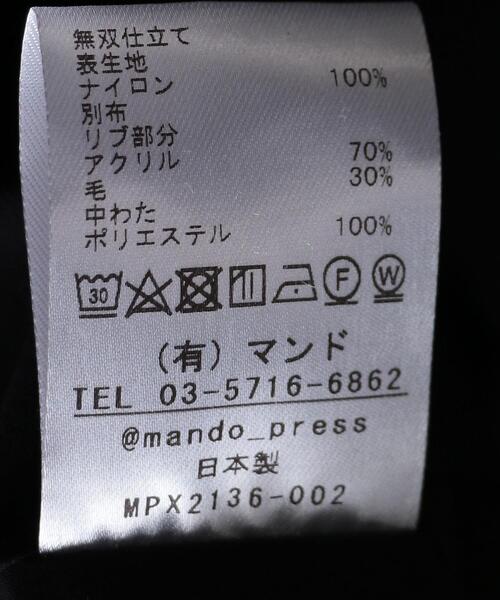 無双仕立て
表生地
ナイロン 100%
別布
リブ部分
アクリル 70%
毛 30%
中わた
ポリエステル 100%
30 F W
(有) マンド
TEL 03-5716-6862
@mando_press
日本製
MPX2136-002